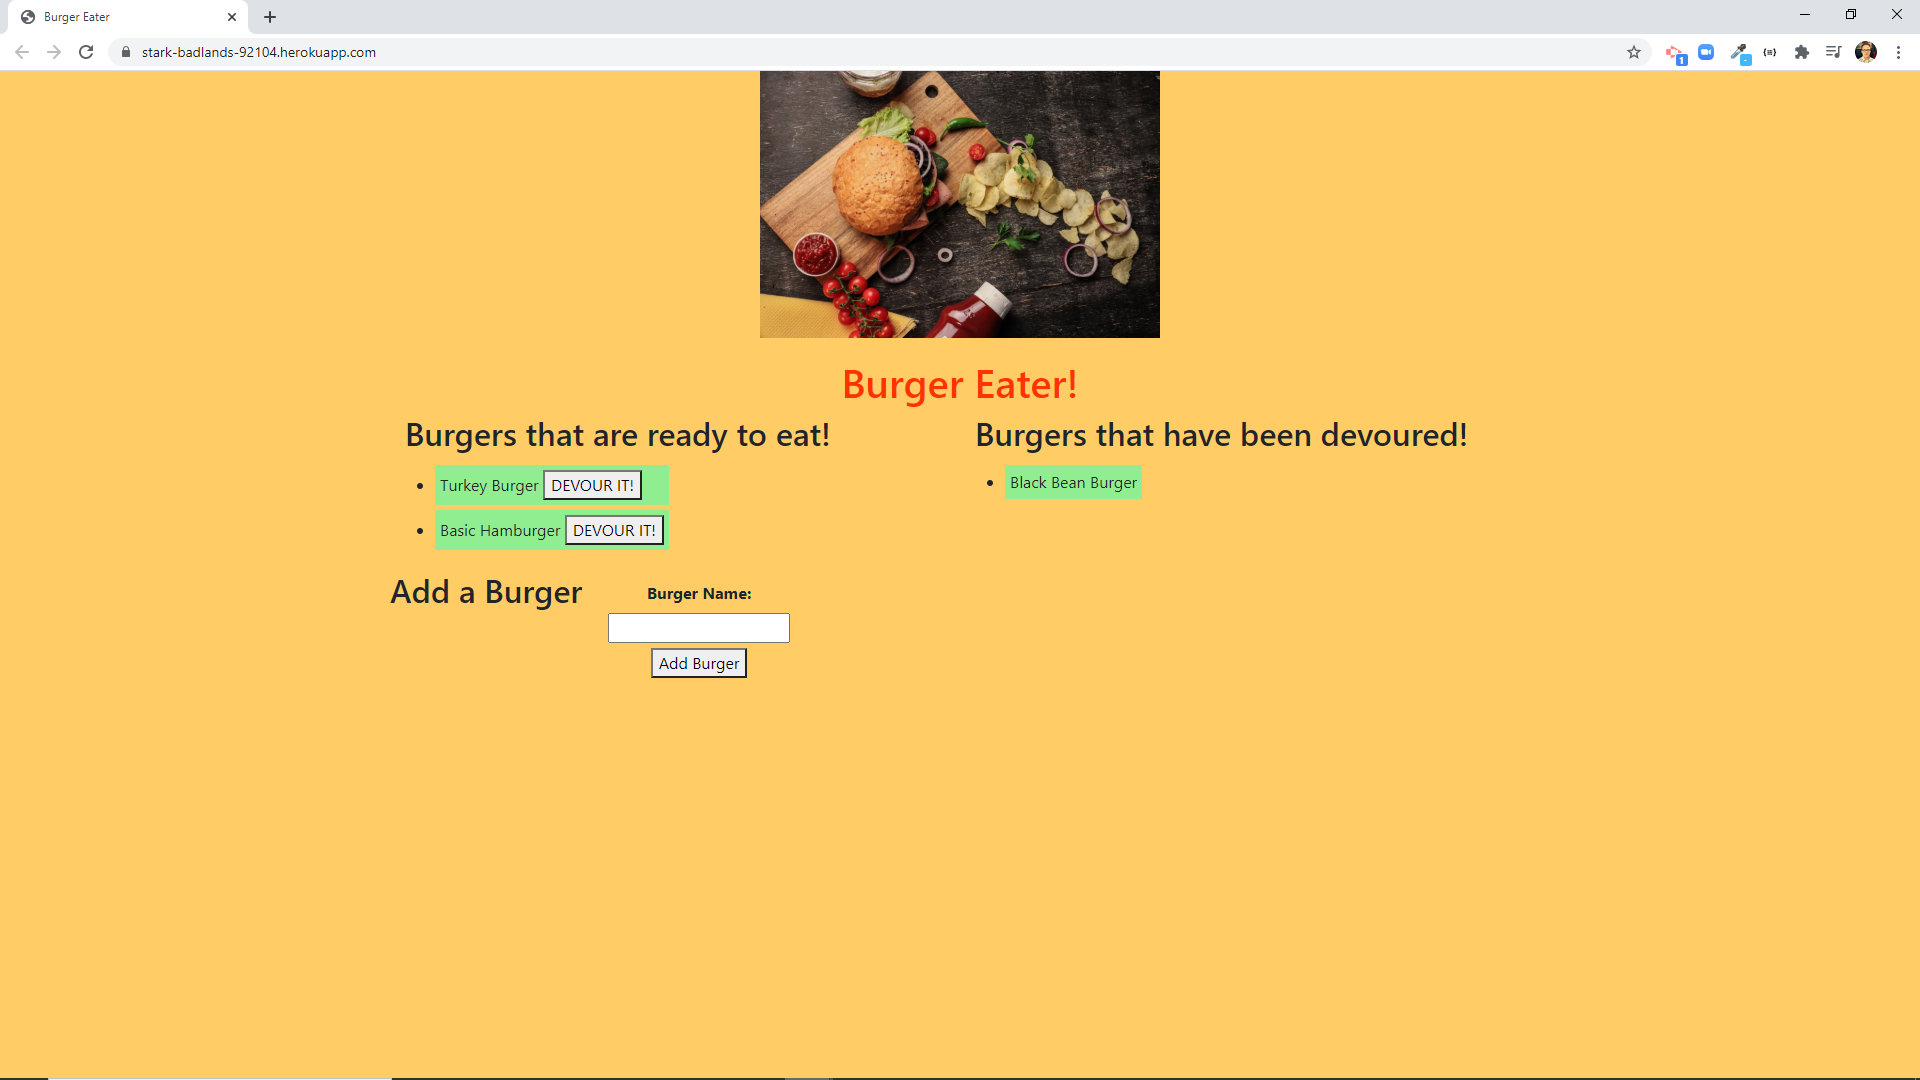 Burger Eater
stark-badlands-92104.herokuapp.com
1
Burger Eater!
Burgers that are ready to eat!
Turkey Burger DEVOUR IT!
Basic Hamburger DEVOUR IT!
Burgers that have been devoured!
Black Bean Burger
Add a Burger
Burger Name:
Add Burger